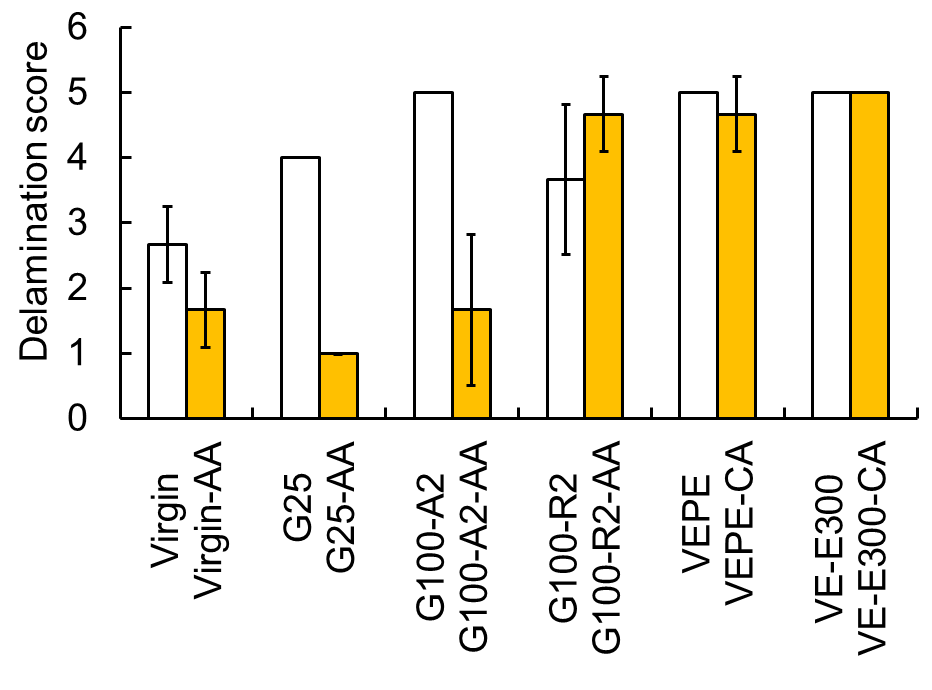 Delamination score
6
5
4
3
2
1
0
Virgin
Virgin-AA
G25
G25-AA
G100-A2
G100-A2-AA
G100-R2
G100-R2-AA
VEPE
VEPE-CA
VE-E300
VE-E300-CA